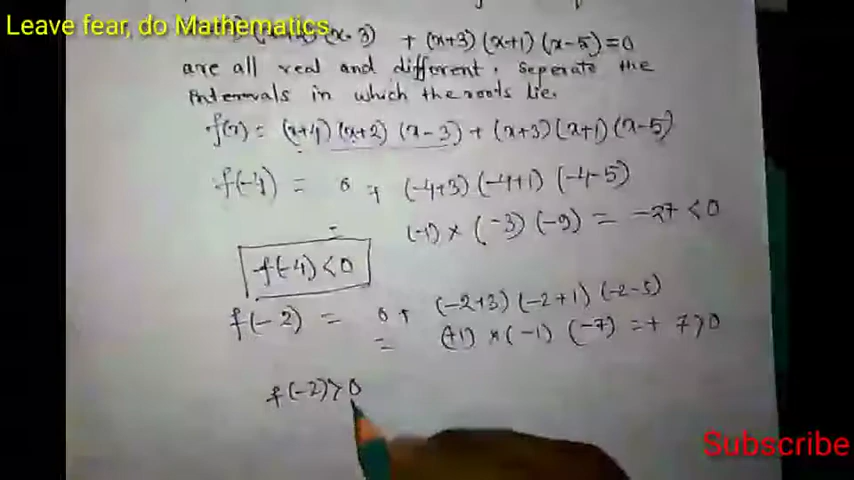 Leave fear, do Mathematics
(x-3) + (x+3) (x+1) (x-5)=0
are all real and different. seperate the
intervals in which the roots lie.
f(x) = (x+4) (x+2) (x-3) + (x+3) (x+1) (x-5)
f(-4) = 0 + (-4+3) (-4+1) (-4-5)
= (-1) × (-3) (-9) = -27 < 0
f(-4) < 0
f(-2) = 0 + (-2+3) (-2+1) (-2-5)
= (+1) × (-1) (-7) = + 7 > 0
f(-2) > 0
Subscribe